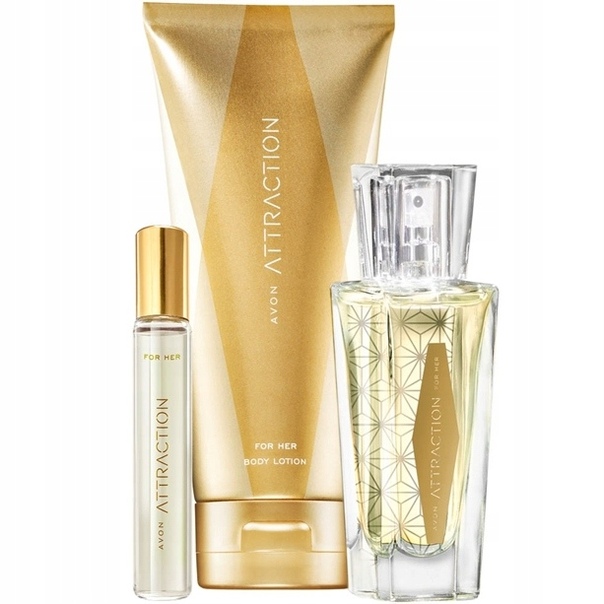 FOR HER
AVON ATTRACTION
AVON ATTRACTION
FOR HER
BODY LOTION
AVON ATTRACTION FOR HER